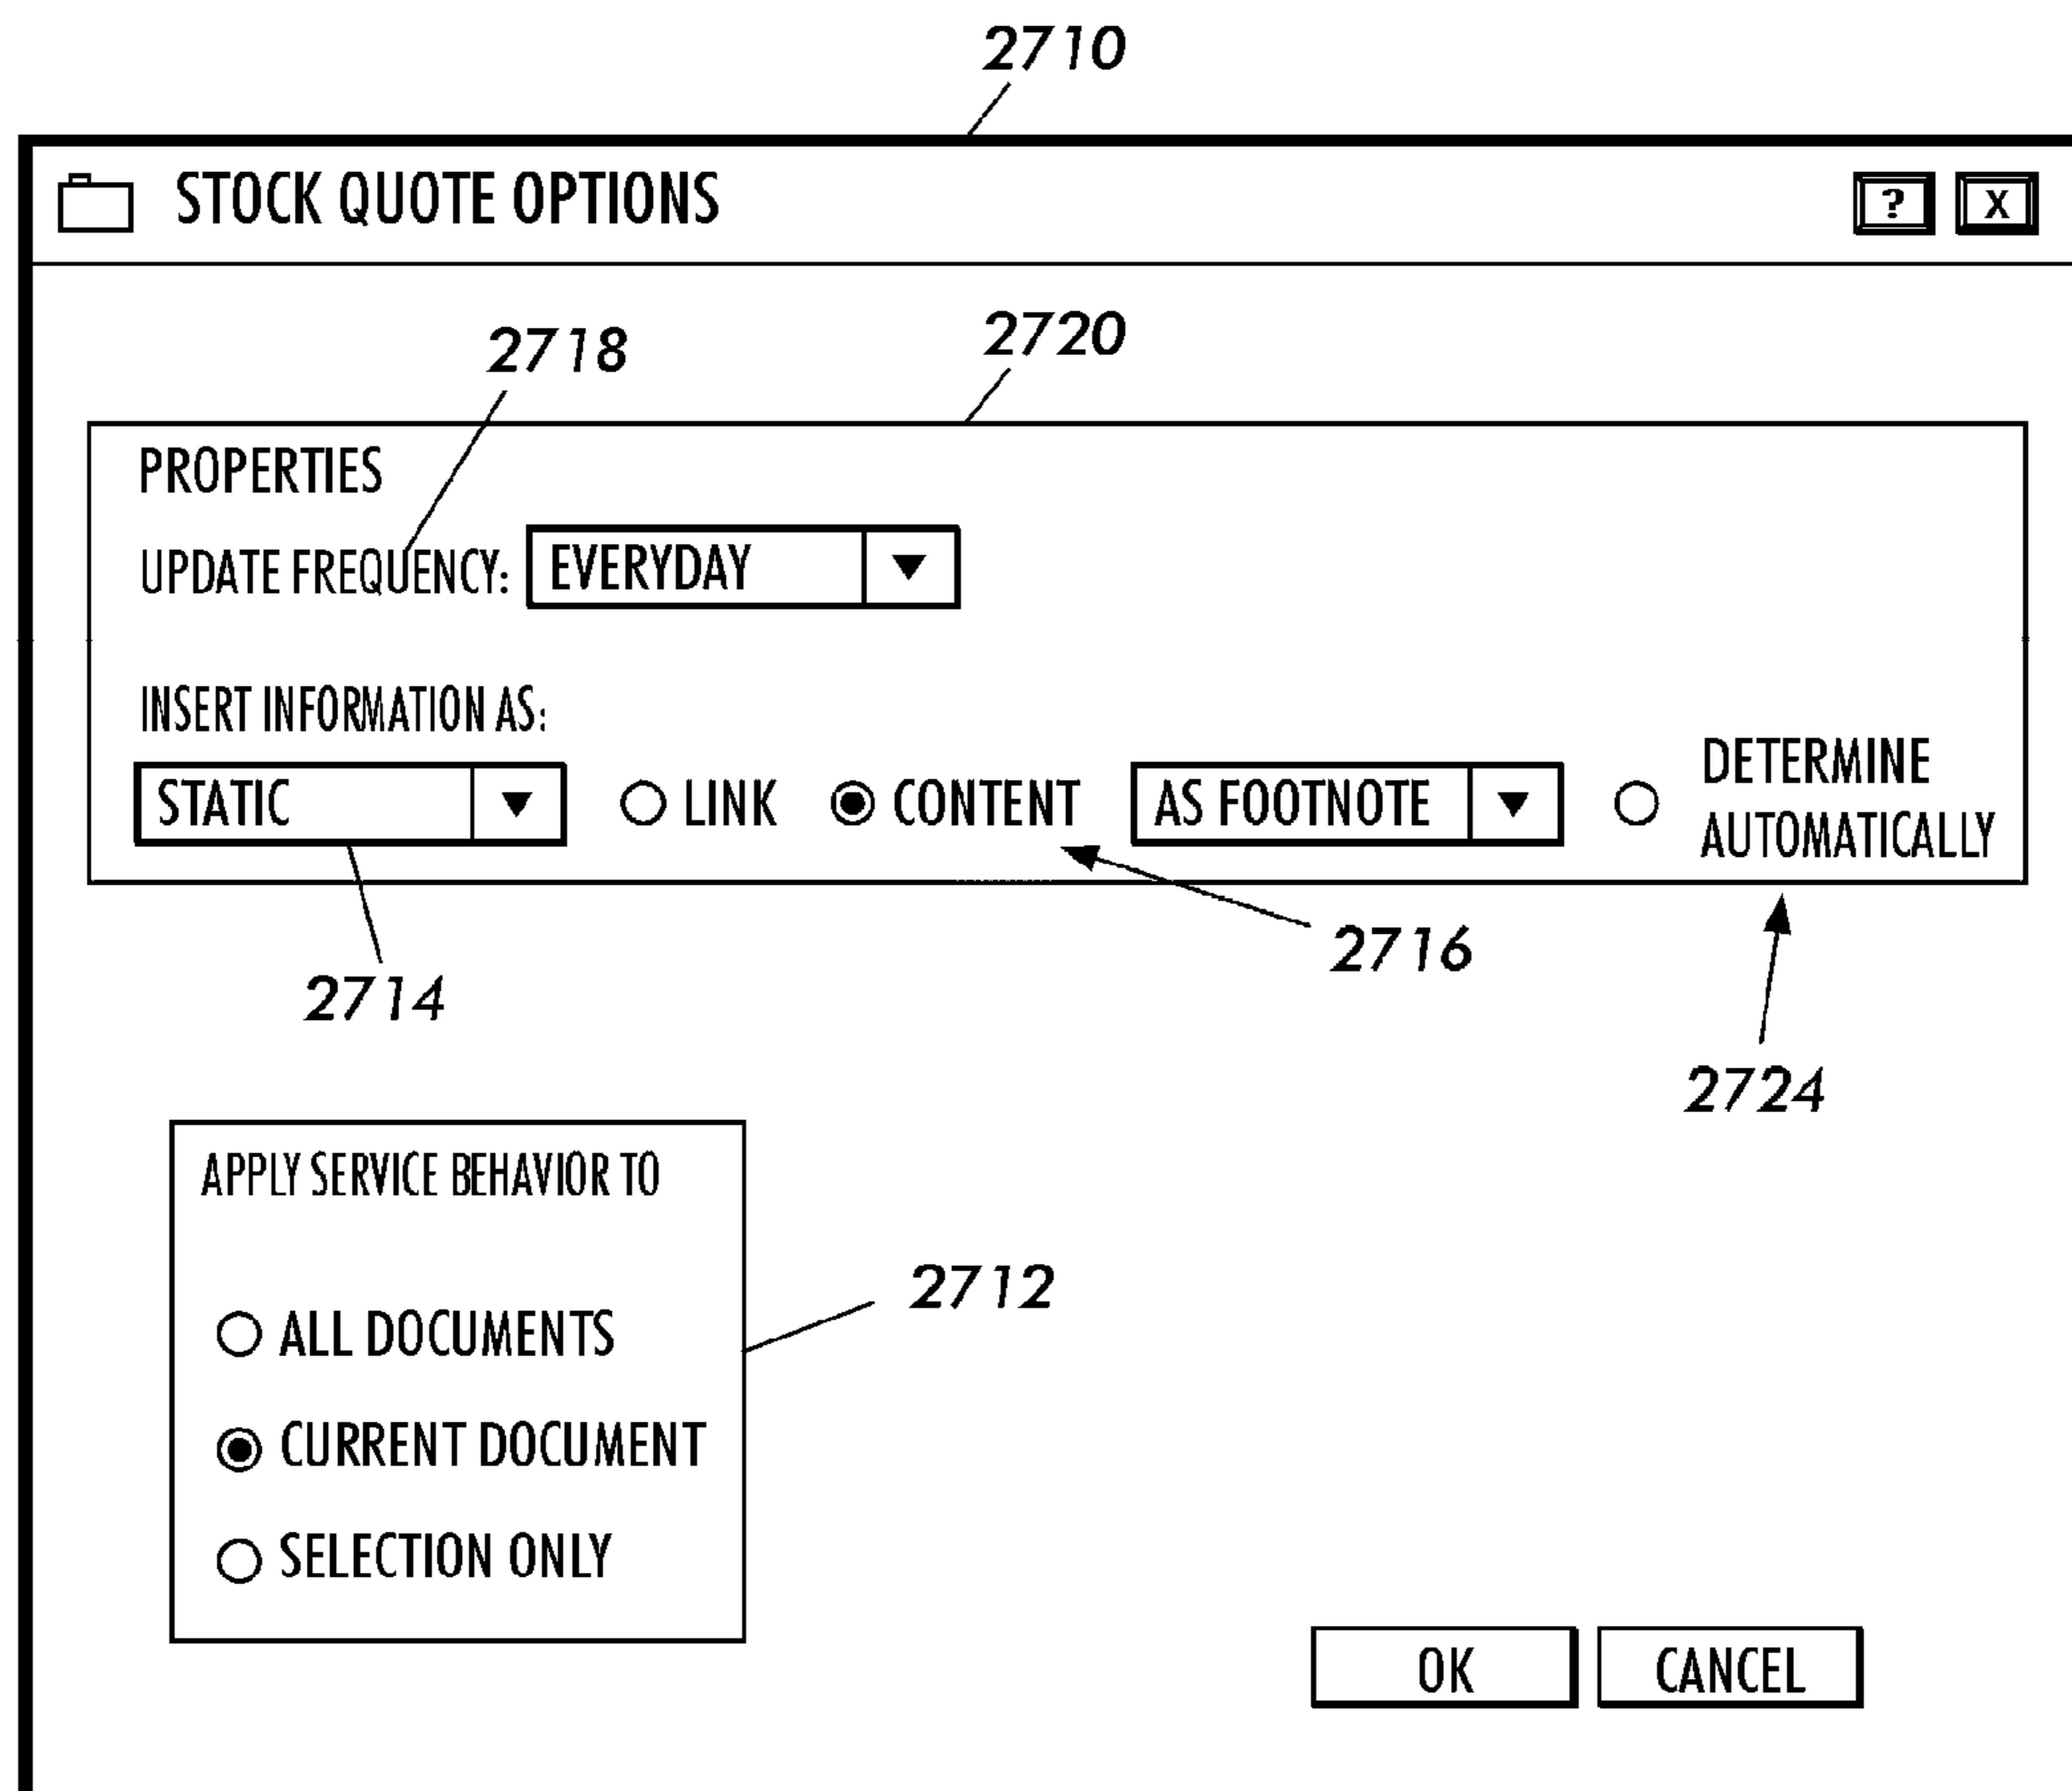 2710
STOCK QUOTE OPTIONS ? X
2718 2720
PROPERTIES
UPDATE FREQUENCY: EVERYDAY
INSERT INFORMATION AS:
STATIC LINK CONTENT AS FOOTNOTE DETERMINE
AUTOMATICALLY
2716
2714
2724
APPLY SERVICE BEHAVIOR TO
2712
ALL DOCUMENTS
CURRENT DOCUMENT
SELECTION ONLY
OK CANCEL